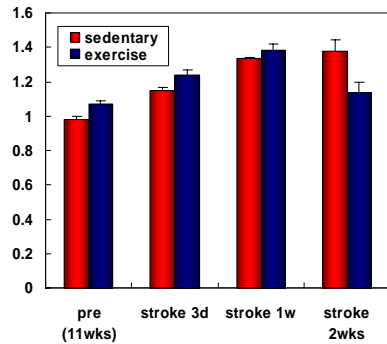 1.6
1.4
1.2
1
0.8
0.6
0.4
0.2
0
sedentary
exercise
pre
(11wks)
stroke 3d
stroke 1w
stroke
2wks